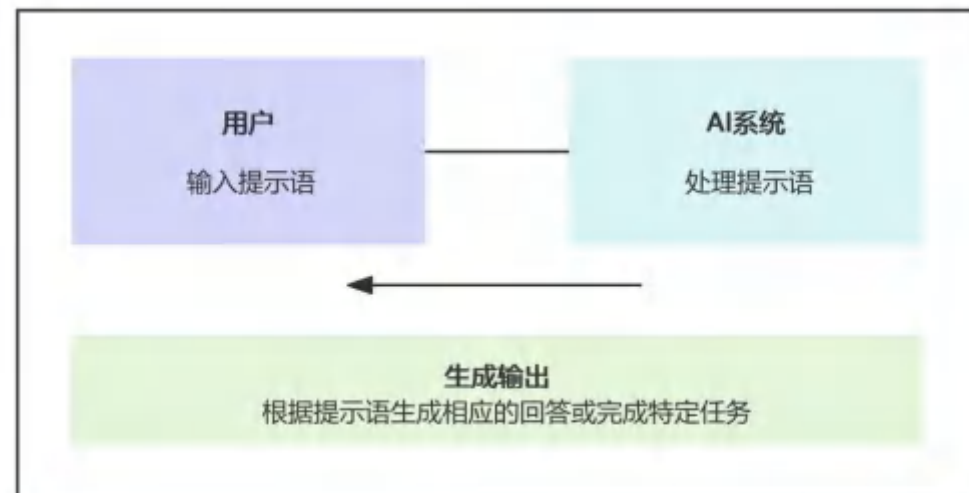 用户
输入提示语
AI系统
处理提示语
生成输出
根据提示语生成相应的回答或完成特定任务